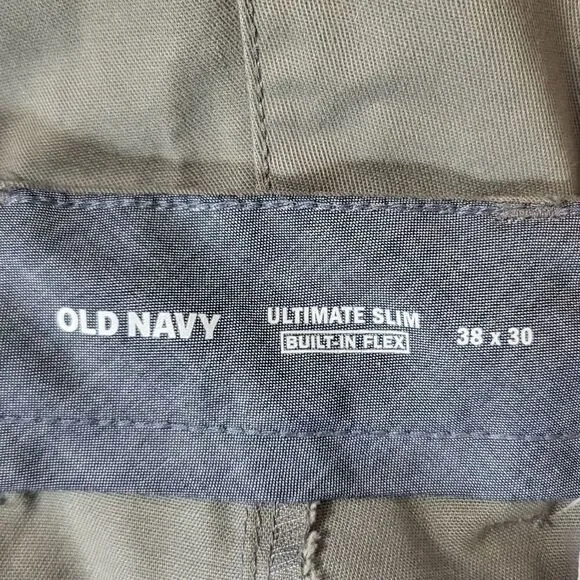 OLD NAVY
ULTIMATE SLIM
BUILT-IN FLEX
38 x 30